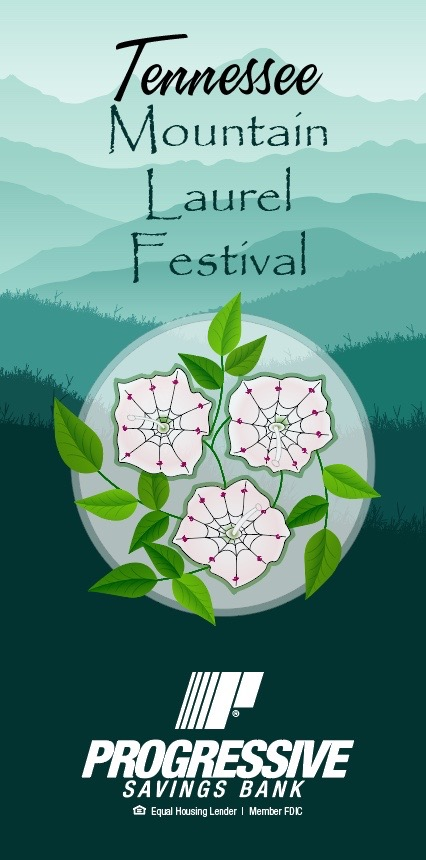 Tennessee
Mountain
Laurel
Festival
®
PROGRESSIVE
SAVINGS BANK
Equal Housing Lender | Member FDIC